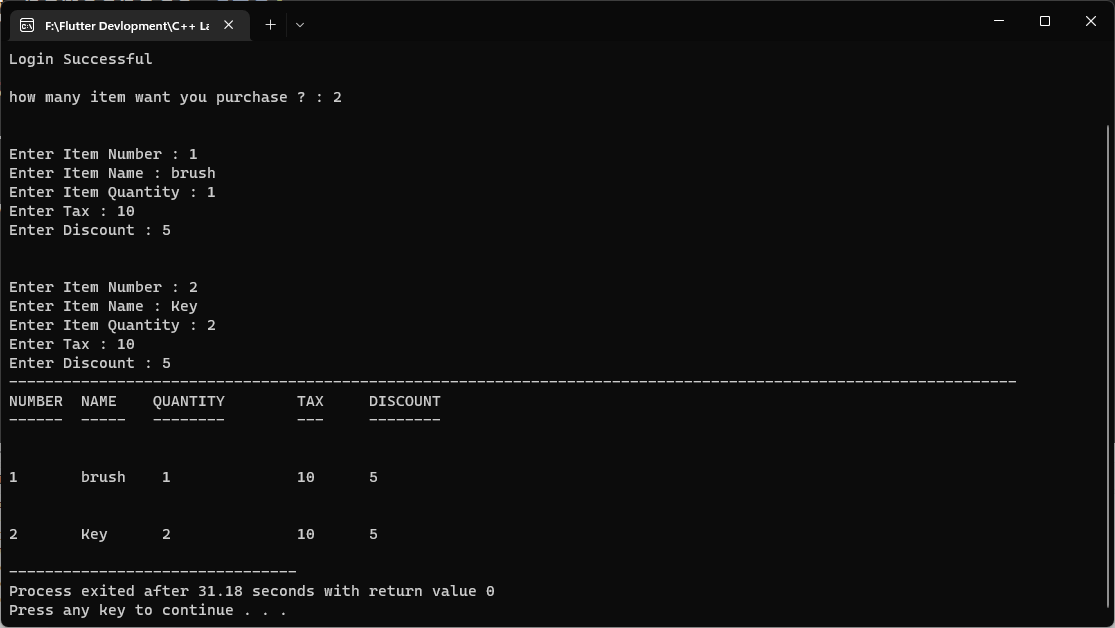 F:\Flutter Devlopment\C++ La
Login Successful
how many item want you purchase ? : 2
Enter Item Number : 1
Enter Item Name : brush
Enter Item Quantity : 1
Enter Tax : 10
Enter Discount : 5
Enter Item Number : 2
Enter Item Name : Key
Enter Item Quantity : 2
Enter Tax : 10
Enter Discount : 5
----------------------------------------------------------------------------------------------------------------
NUMBER  NAME    QUANTITY        TAX     DISCOUNT
------  -----   --------        ---     --------
1       brush    1              10      5
2       Key      2              10      5
--------------------------------
Process exited after 31.18 seconds with return value 0
Press any key to continue . . .